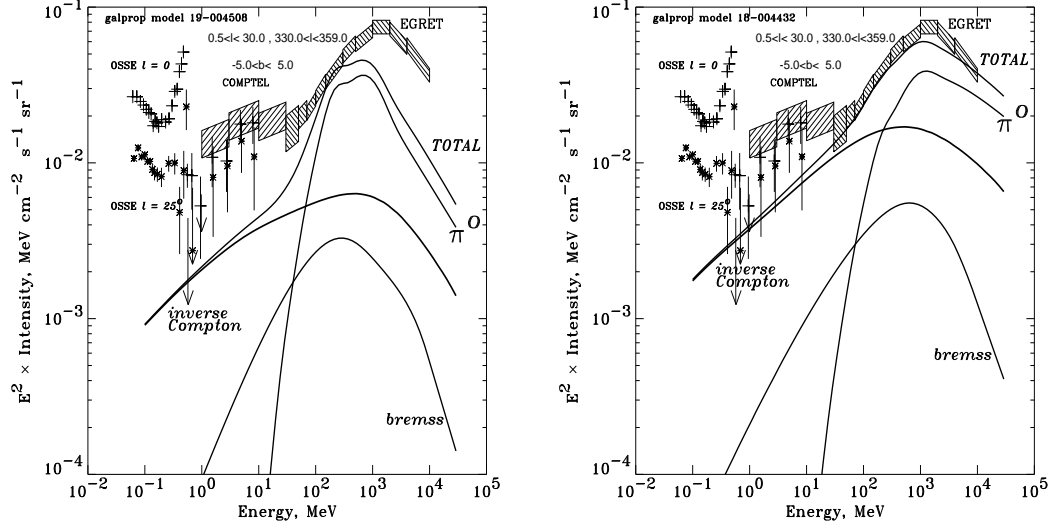 galprop model 19-004508
EGRET
0.5<l< 30.0 , 330.0<l<359.0
OSSE l = 0
-5.0<b< 5.0
COMPTEL
TOTAL
OSSE l = 25
π O
inverse
Compton
bremss
E2 × Intensity, MeV cm−2 s−1 sr−1
10−1
10−2
10−3
10−4
10−2 10−1 100 101 102 103 104 105
Energy, MeV
galprop model 18-004432
EGRET
0.5<l< 30.0 , 330.0<l<359.0
TOTAL
OSSE l = 0
-5.0<b< 5.0
COMPTEL
π O
OSSE l = 25
inverse
Compton
bremss
E2 × Intensity, MeV cm−2 s−1 sr−1
10−1
10−2
10−3
10−4
10−2 10−1 100 101 102 103 104 105
Energy, MeV